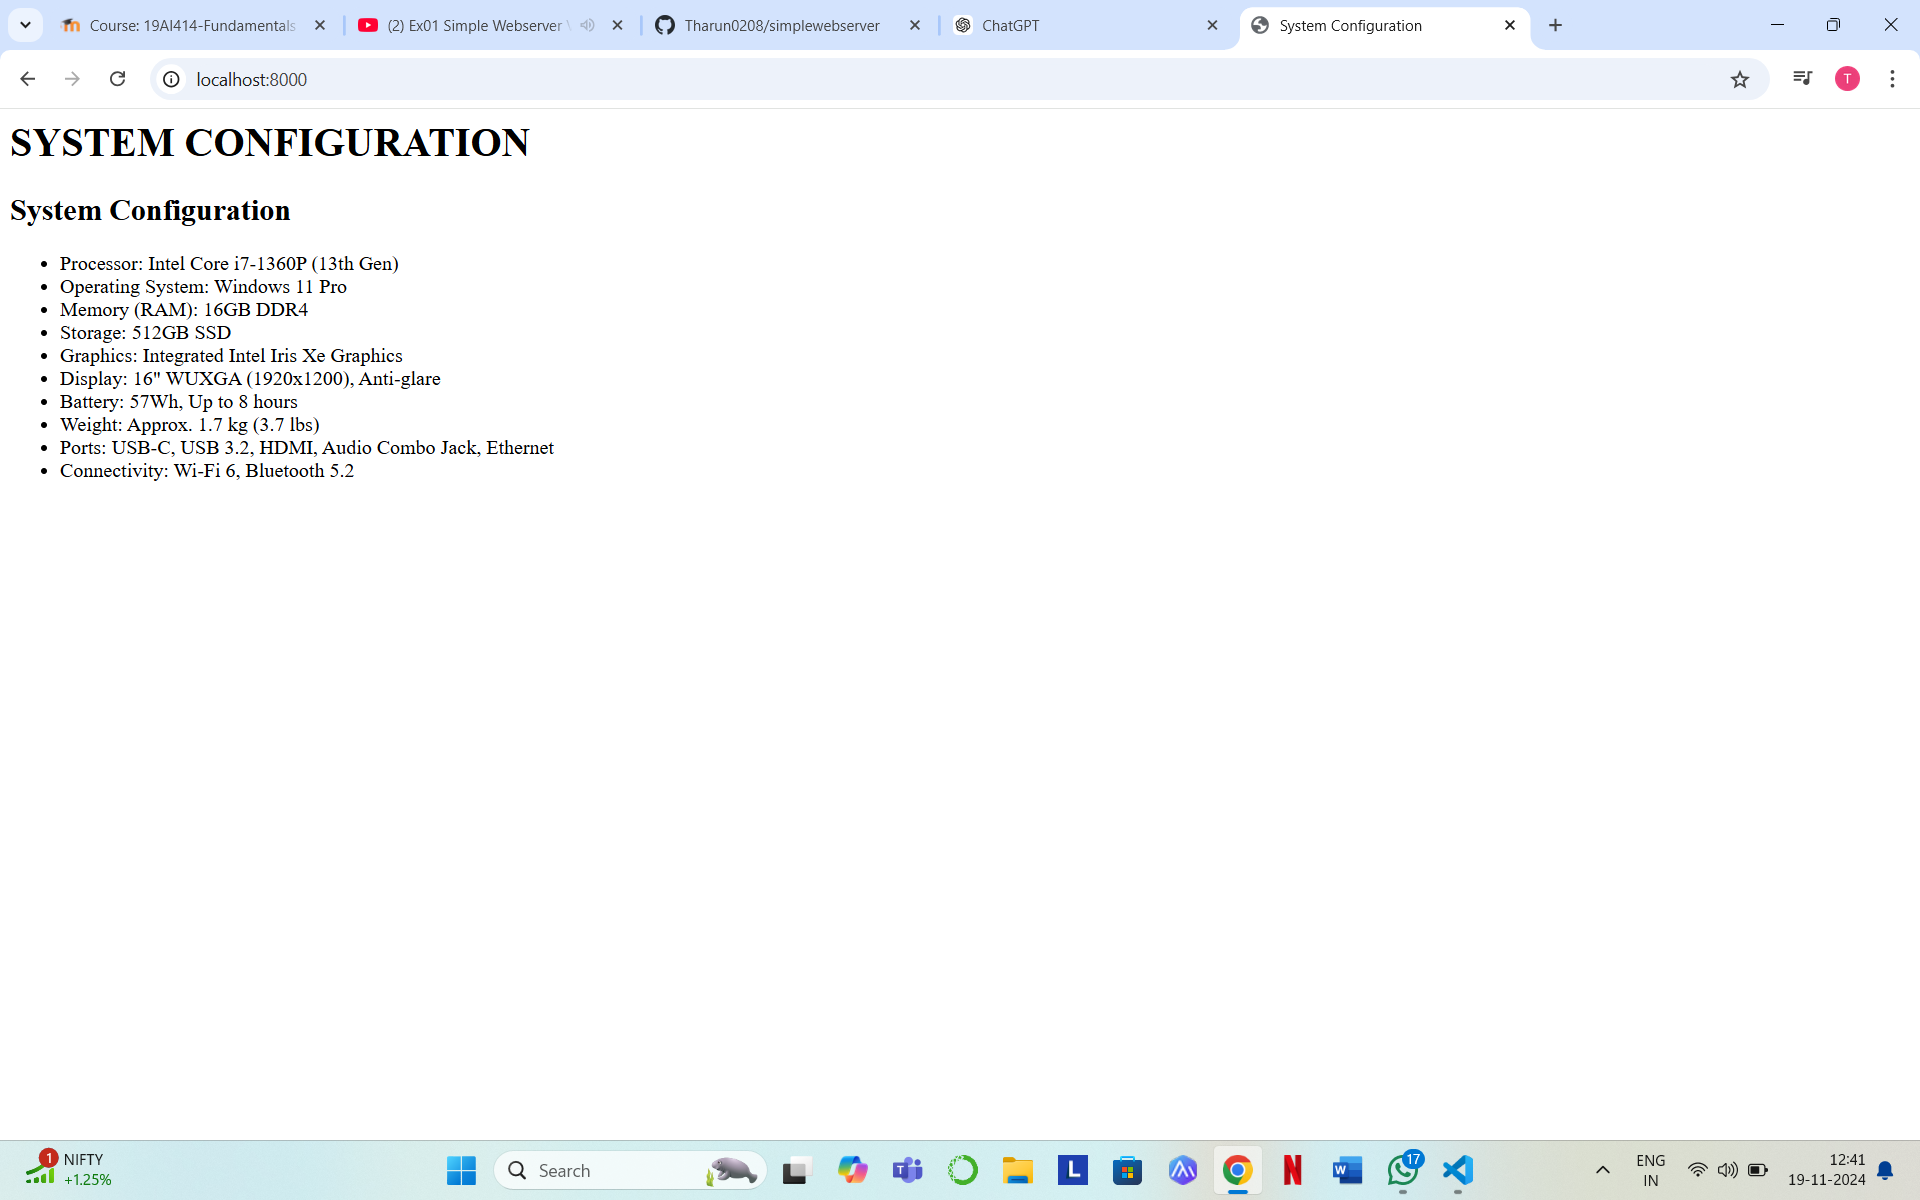 Course: 19AI414-Fundamentals
(2) Ex01 Simple Webserver
Tharun0208/simplewebserver
ChatGPT
System Configuration
localhost:8000
T
SYSTEM CONFIGURATION
System Configuration
• Processor: Intel Core i7-1360P (13th Gen)
• Operating System: Windows 11 Pro
• Memory (RAM): 16GB DDR4
• Storage: 512GB SSD
• Graphics: Integrated Intel Iris Xe Graphics
• Display: 16" WUXGA (1920x1200), Anti-glare
• Battery: 57Wh, Up to 8 hours
• Weight: Approx. 1.7 kg (3.7 lbs)
• Ports: USB-C, USB 3.2, HDMI, Audio Combo Jack, Ethernet
• Connectivity: Wi-Fi 6, Bluetooth 5.2
1
NIFTY
+1.25%
Search
T
L
N
W
17
ENG
IN
12:41
19-11-2024